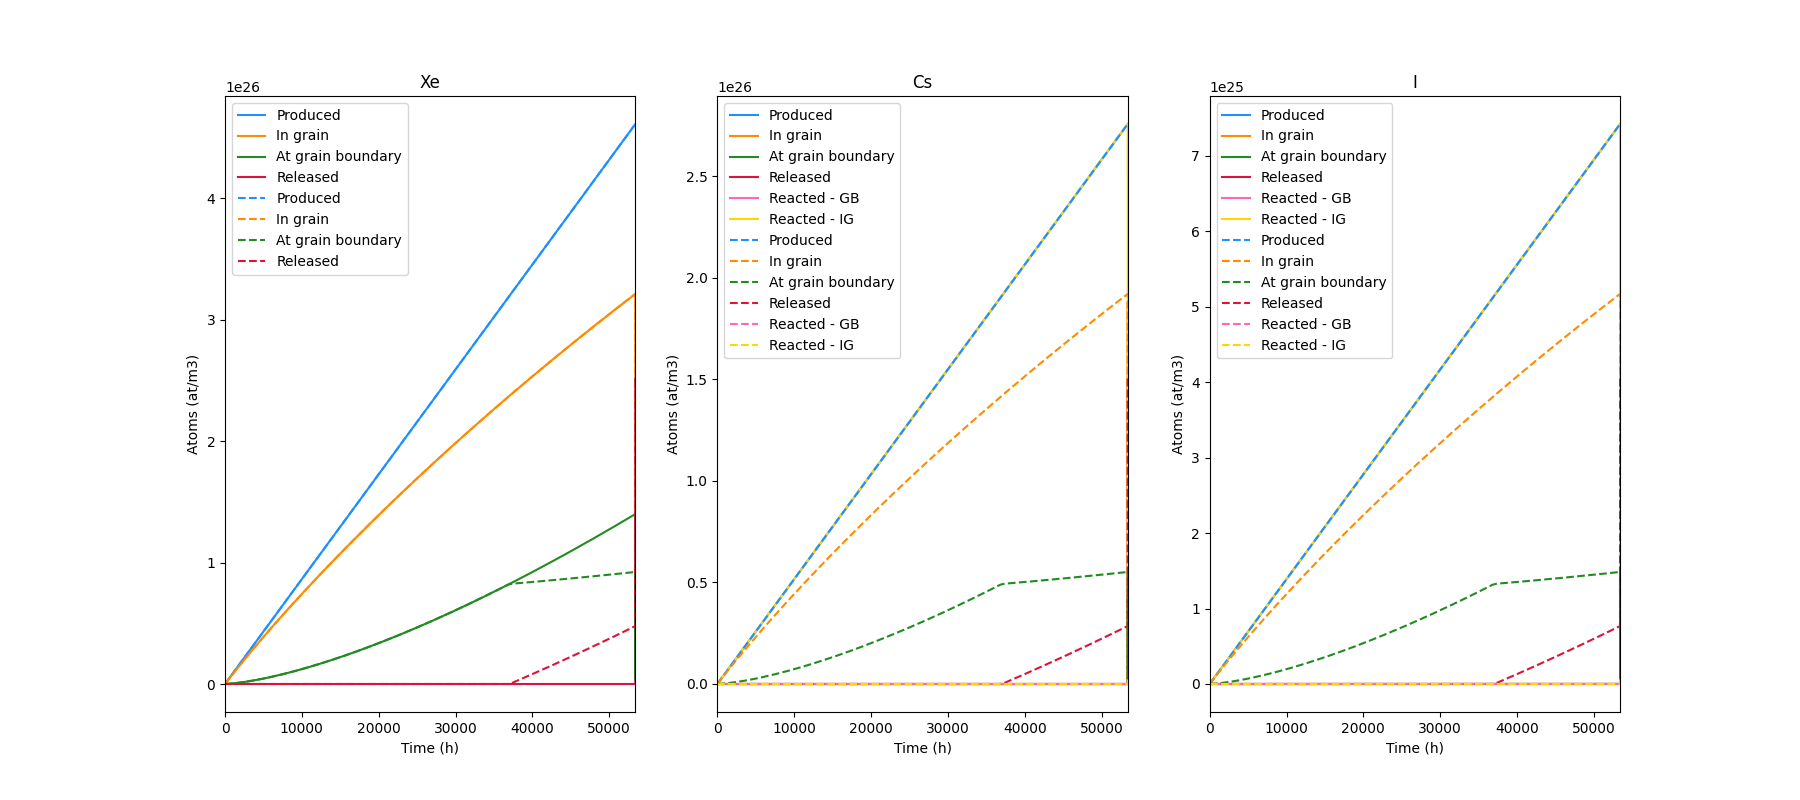 Xe
1e26
Produced
In grain
At grain boundary
Released
Produced
In grain
At grain boundary
Released
4
3
2
1
0
Atoms (at/m3)
0 10000 20000 30000 40000 50000
Time (h)
Cs
1e26
Produced
In grain
At grain boundary
Released
Reacted - GB
Reacted - IG
Produced
In grain
At grain boundary
Released
Reacted - GB
Reacted - IG
2.5
2.0
1.5
1.0
0.5
0.0
Atoms (at/m3)
0 10000 20000 30000 40000 50000
Time (h)
I
1e25
Produced
In grain
At grain boundary
Released
Reacted - GB
Reacted - IG
Produced
In grain
At grain boundary
Released
Reacted - GB
Reacted - IG
7
6
5
4
3
2
1
0
Atoms (at/m3)
0 10000 20000 30000 40000 50000
Time (h)